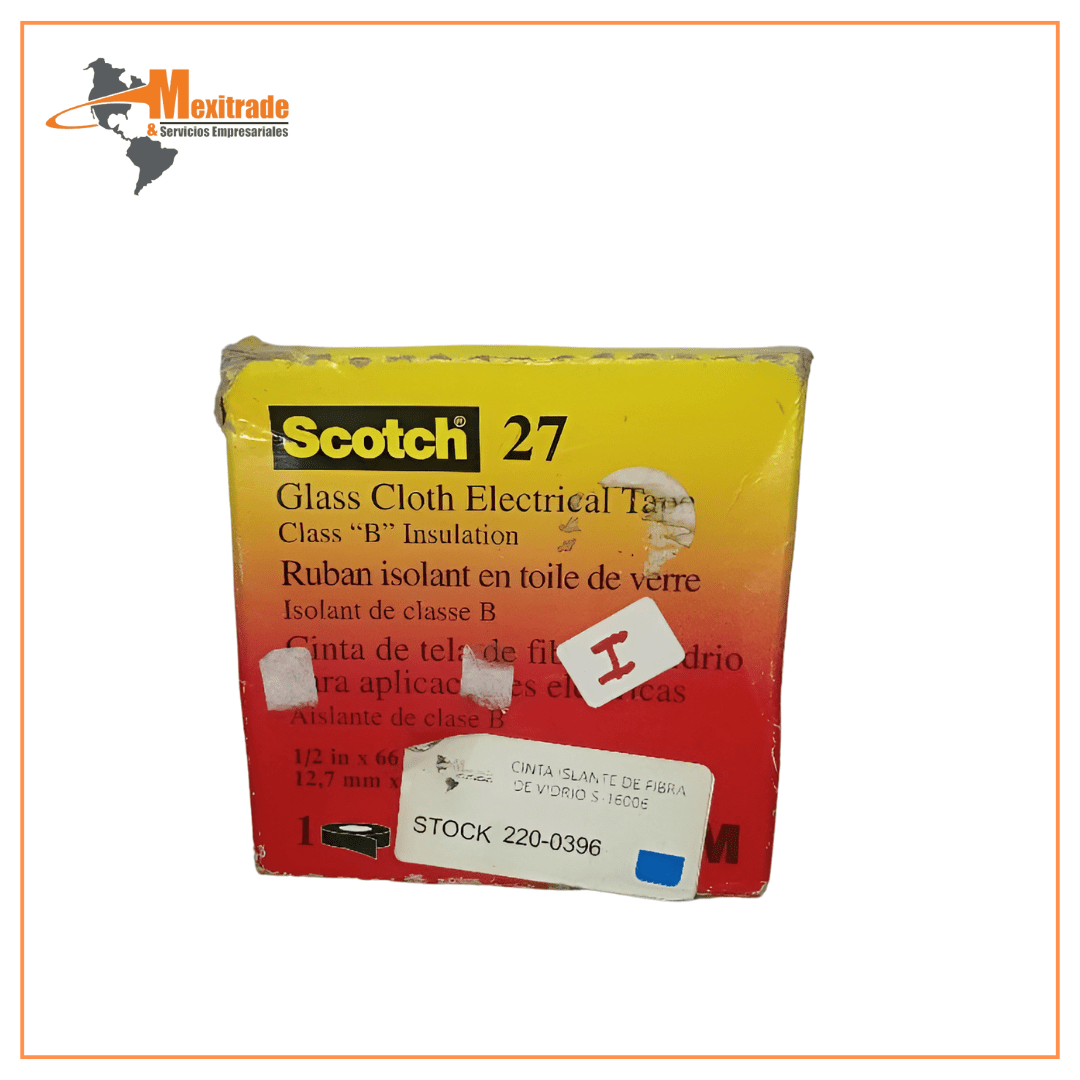 Mexitrade
& Servicios Empresariales
Scotch® 27
Glass Cloth Electrical Tape
Class “B” Insulation
Ruban isolant en toile de verre
Isolant de classe B
Cinta de tela de fib drio
ara aplicac es el icas
Aislante de clase B
1/2 in x 66
12,7 mm x
1
M
I
CINTA ISLANTE DE FIBRA
DE VIDRIO S-1600E
STOCK 220-0396